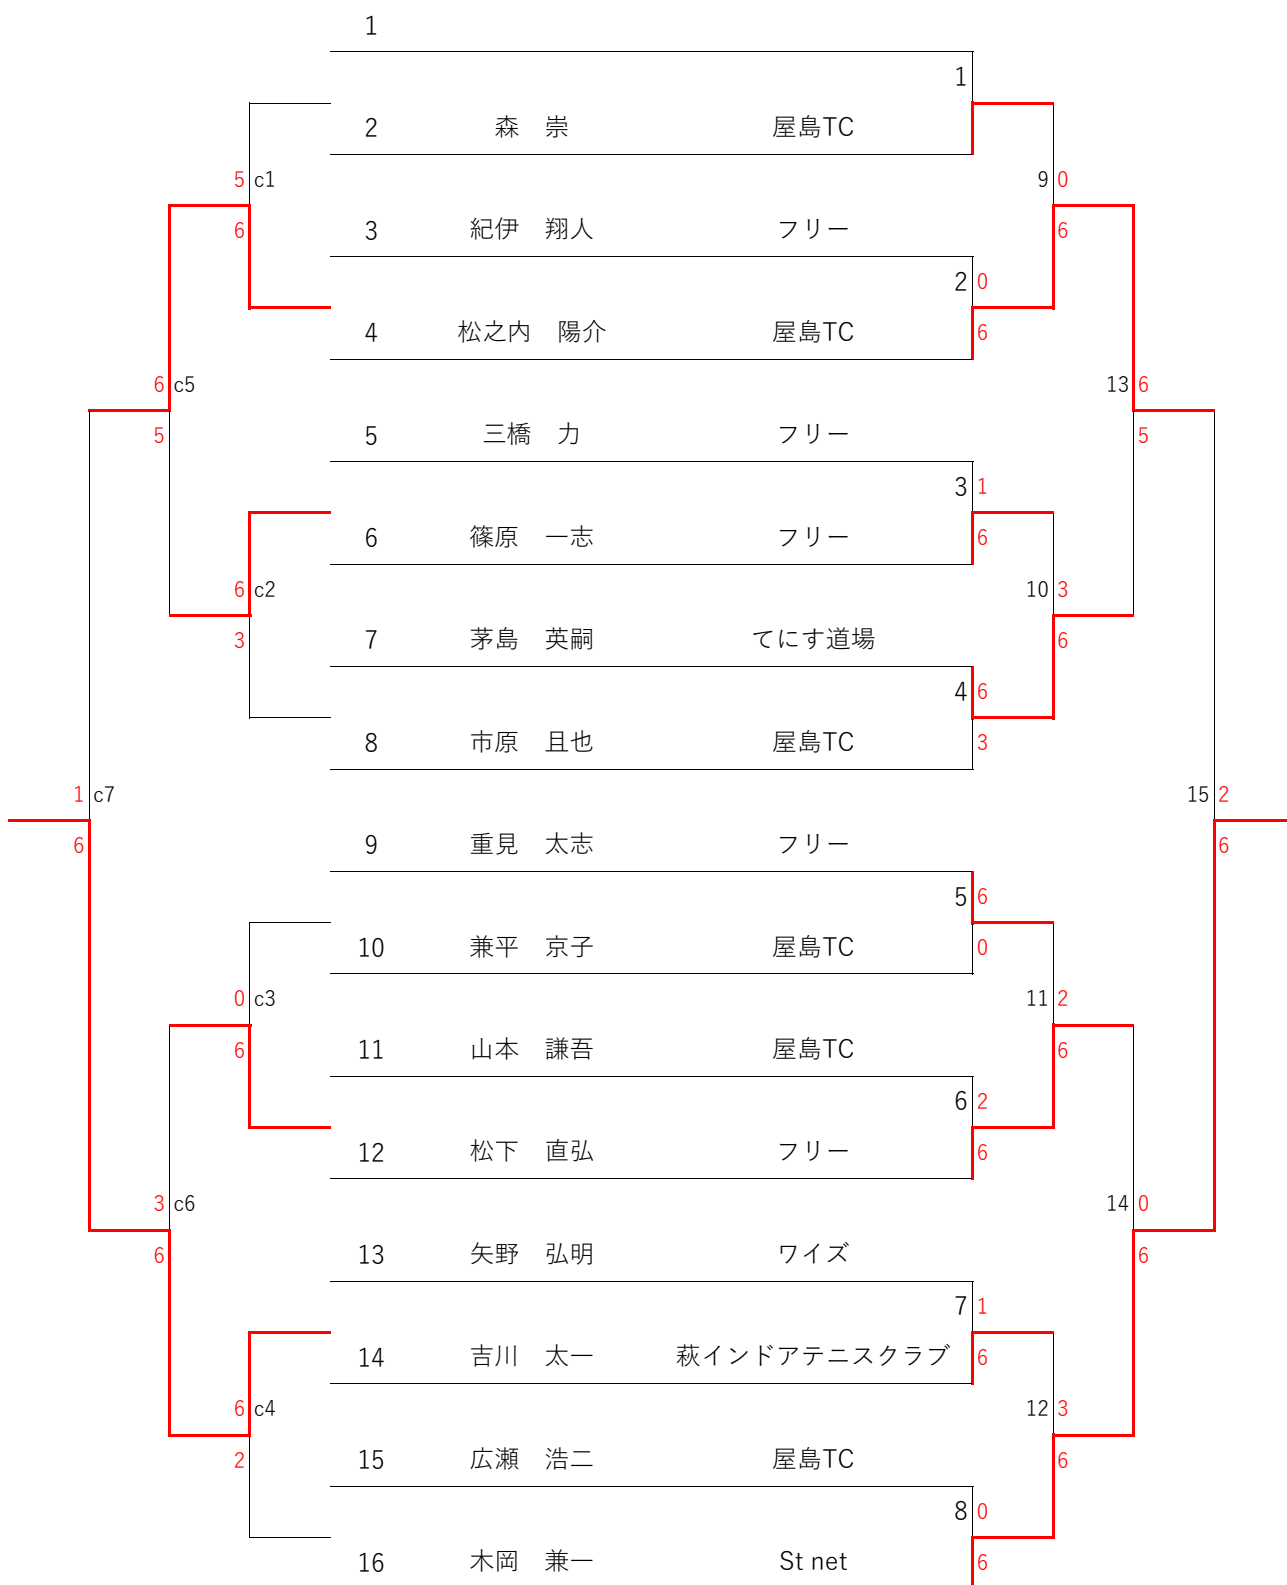 1
1
2 森 崇 屋島TC
5 c1 9 0
6 3 紀伊 翔人 フリー 6
2 0
4 松之内 陽介 屋島TC 6
6 c5 13 6
5 5 三橋 力 フリー 5
3 1
6 篠原 一志 フリー 6
6 c2 10 3
3 7 茅島 英嗣 てにす道場 6
4 6
8 市原 且也 屋島TC 3
1 c7 15 2
6 9 重見 太志 フリー 6
5 6
10 兼平 京子 屋島TC 0
0 c3 11 2
6 11 山本 謙吾 屋島TC 6
6 2
12 松下 直弘 フリー 6
3 c6 14 0
6 13 矢野 弘明 ワイズ 6
7 1
14 吉川 太一 萩インドアテニスクラブ 6
6 c4 12 3
2 15 広瀬 浩二 屋島TC 6
8 0
16 木岡 兼一 St net 6